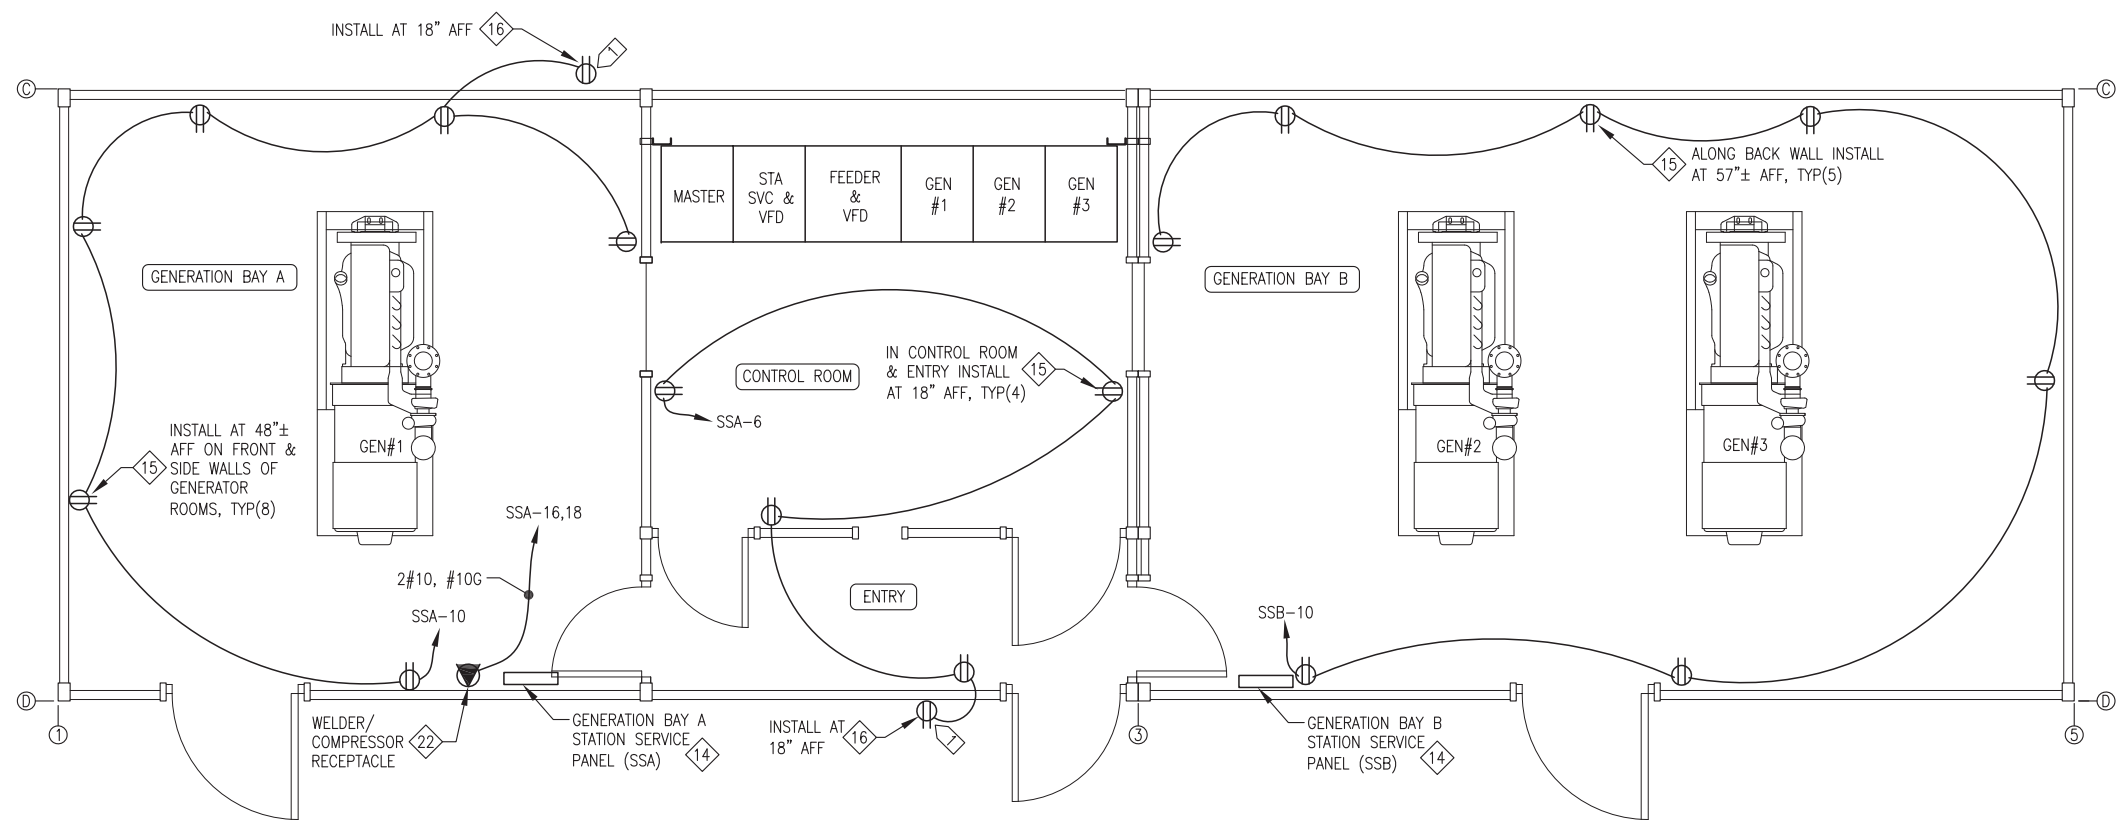 INSTALL AT 18" AFF 16
1
C
C
MASTER
STA
SVC &
VFD
FEEDER
&
VFD
GEN
#1
GEN
#2
GEN
#3
15 ALONG BACK WALL INSTALL
AT 57"± AFF, TYP(5)
GENERATION BAY A
GENERATION BAY B
CONTROL ROOM
IN CONTROL ROOM
& ENTRY INSTALL
AT 18" AFF, TYP(4)
15
SSA-6
INSTALL AT 48"±
AFF ON FRONT &
SIDE WALLS OF
GENERATOR
ROOMS, TYP(8)
15
GEN#1
GEN#2
GEN#3
SSA-16,18
2#10, #10G
SSA-10
ENTRY
SSB-10
D
D
1
3
5
WELDER/
COMPRESSOR
RECEPTACLE
22
GENERATION BAY A
STATION SERVICE
PANEL (SSA)
14
INSTALL AT
18" AFF
16
1
GENERATION BAY B
STATION SERVICE
PANEL (SSB)
14